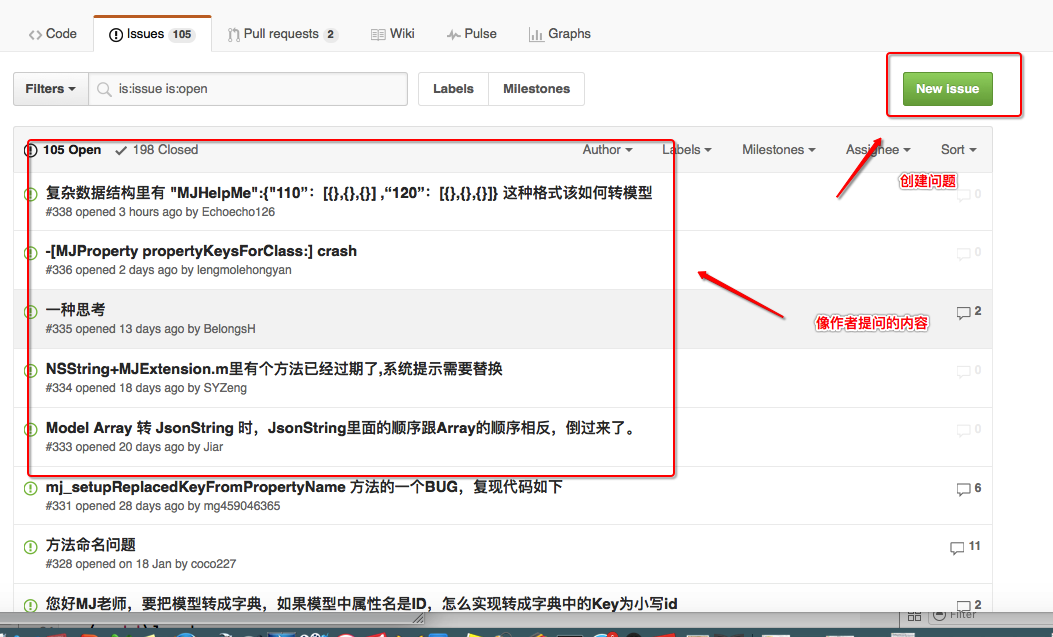 Code Issues 105 Pull requests 2 Wiki Pulse Graphs
Filters is:issue is:open Labels Milestones New issue
105 Open 198 Closed Author Labels Milestones Assignee Sort
创建问题
复杂数据结构里有 "MJHelpMe":{"110”：[{},{},{}] ,“120”：[{},{},{}]} 这种格式该如何转模型 0
#338 opened 3 hours ago by Echoecho126
-[MJProperty propertyKeysForClass:] crash 0
#336 opened 2 days ago by lengmolehongyan
一种思考 2
#335 opened 13 days ago by BelongsH
像作者提问的内容
NSString+MJExtension.m里有个方法已经过期了,系统提示需要替换 0
#334 opened 18 days ago by SYZeng
Model Array 转 JsonString 时，JsonString里面的顺序跟Array的顺序相反，倒过来了。 0
#333 opened 20 days ago by Jiar
mj_setupReplacedKeyFromPropertyName 方法的一个BUG，复现代码如下 6
#331 opened 28 days ago by mg459046365
方法命名问题 11
#328 opened on 18 Jan by coco227
您好MJ老师，要把模型转成字典，如果模型中属性名是ID，怎么实现转成字典中的Key为小写id 2
Filter